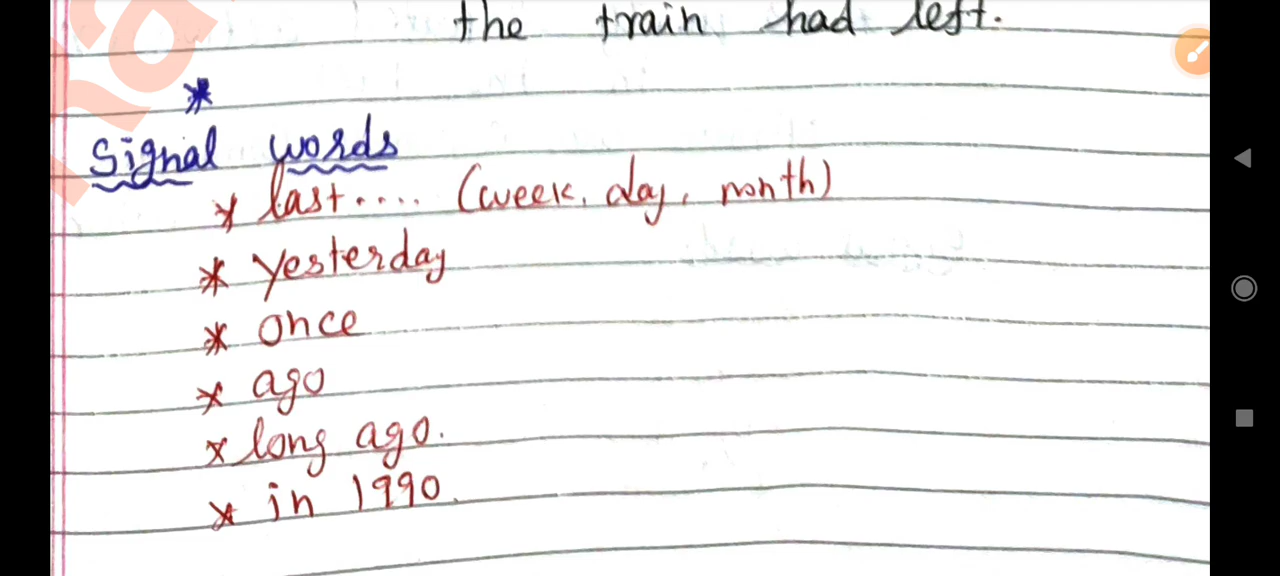 the train had left.
*
Signal words
* last.... (week, day, month)
* yesterday
* once
* ago
* long ago.
* in 1990.